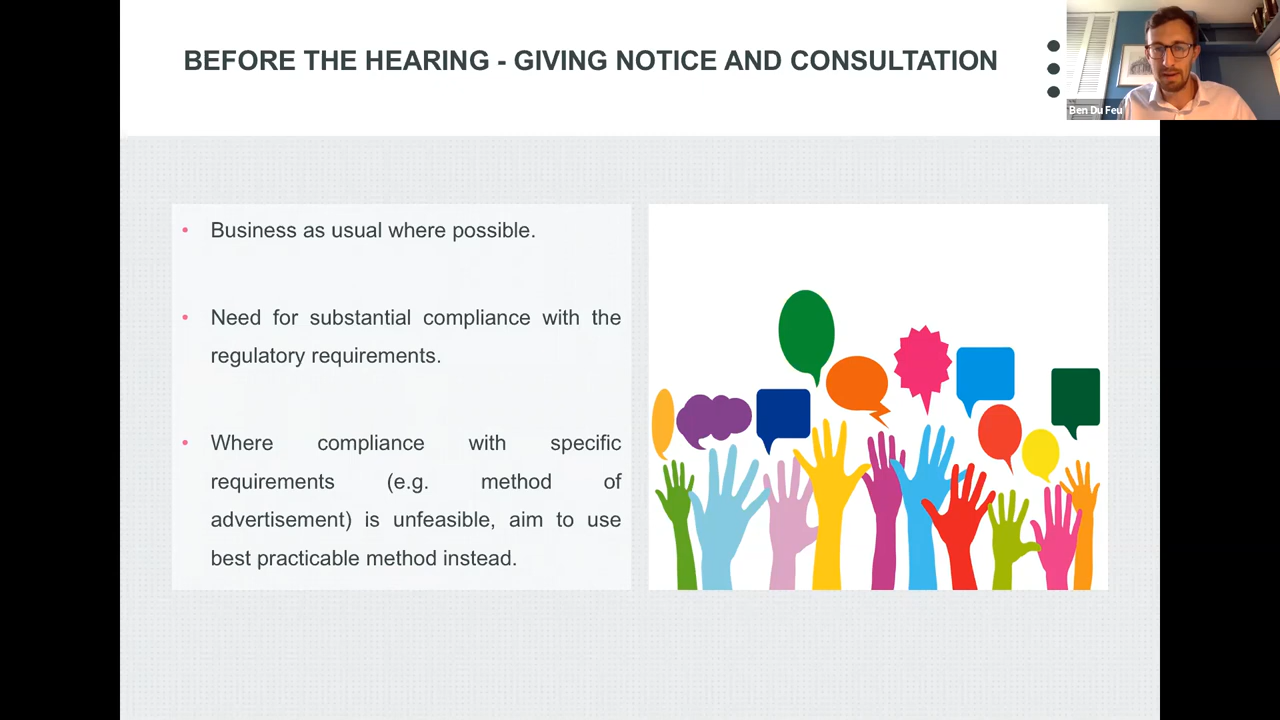 BEFORE THE HEARING - GIVING NOTICE AND CONSULTATION
Ben Du Feu
• Business as usual where possible.
• Need for substantial compliance with the
regulatory requirements.
• Where compliance with specific
requirements (e.g. method of
advertisement) is unfeasible, aim to use
best practicable method instead.